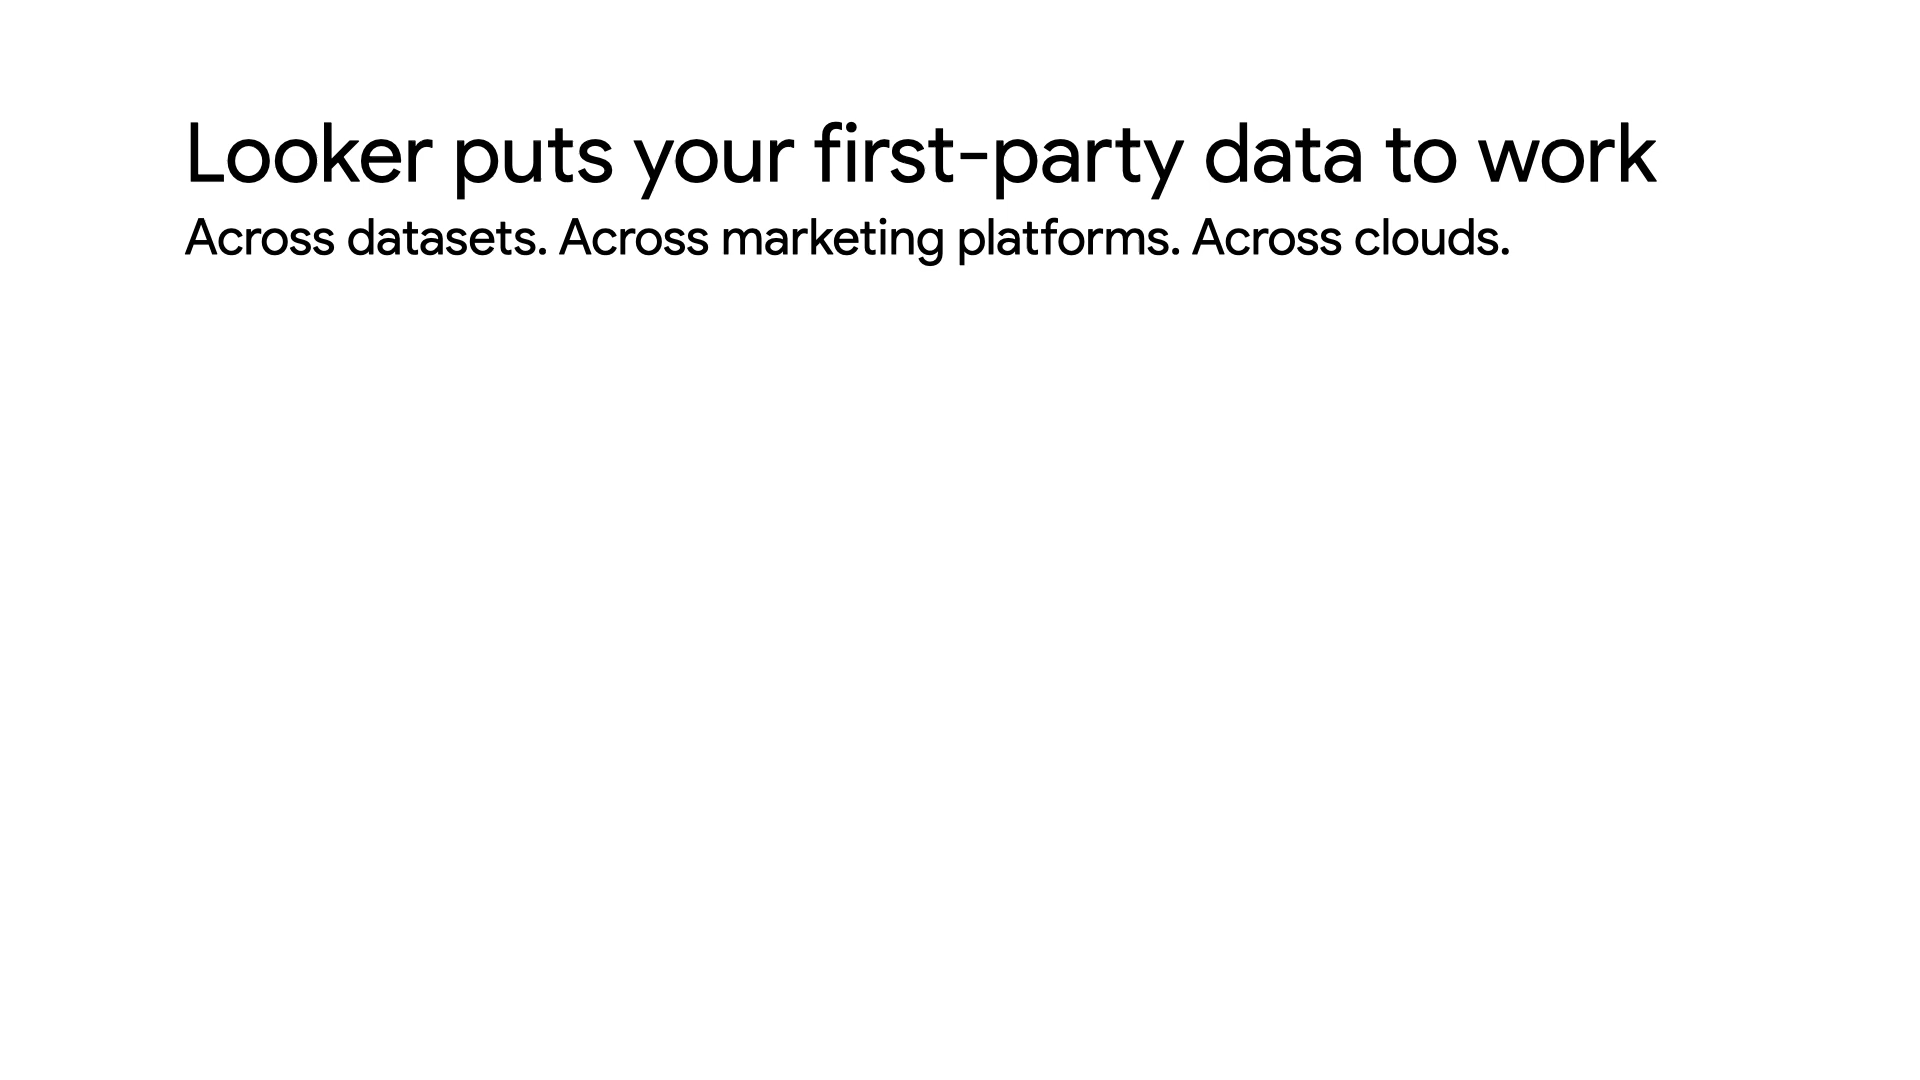 Looker puts your first-party data to work
Across datasets. Across marketing platforms. Across clouds.